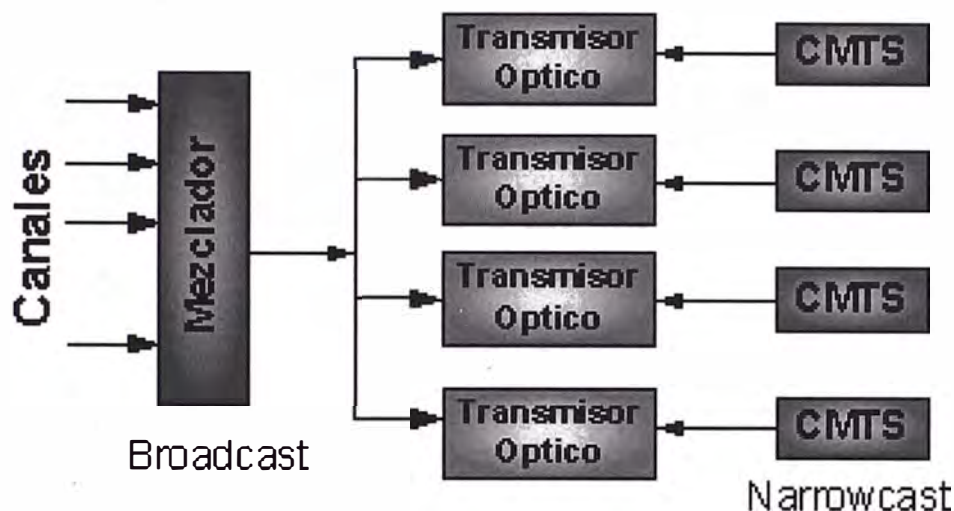 Canales
Mezclador
Broadcast
Transmisor
Optico
CMTS
Transmisor
Optico
CMTS
Transmisor
Optico
CMTS
Transmisor
Optico
CMTS
Narrowcast